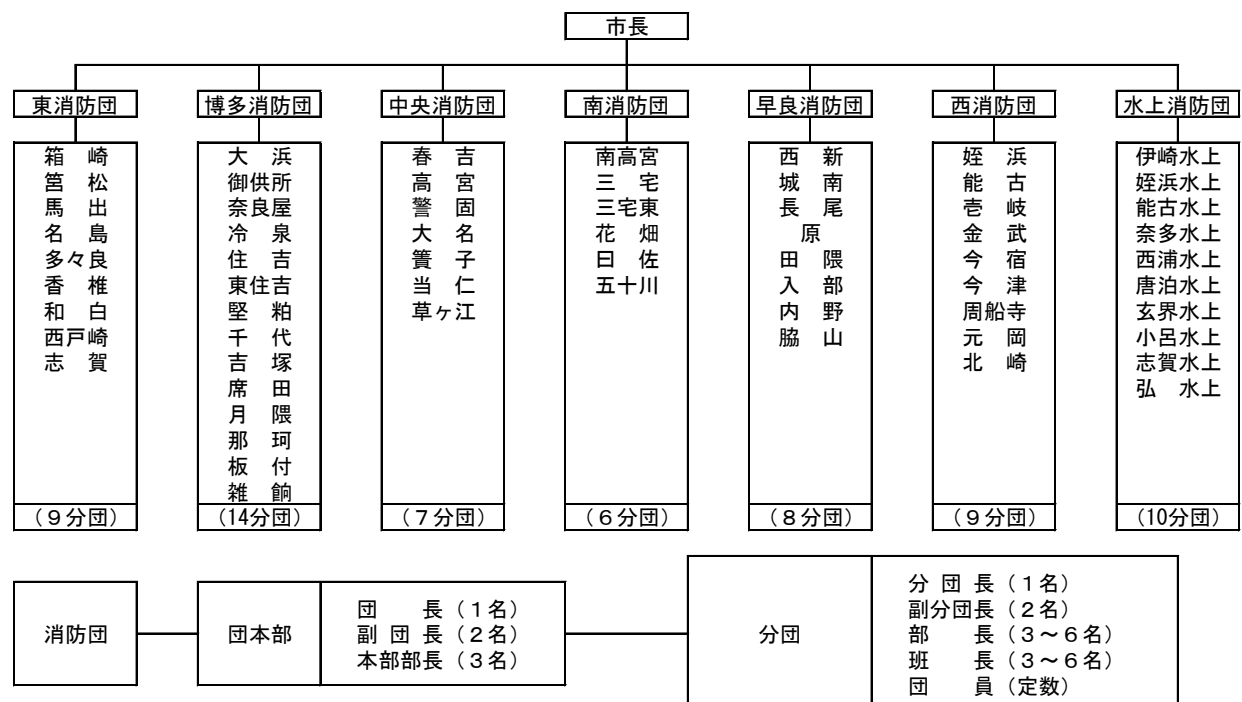 市長
東消防団
箱　崎
筥　松
馬　出
名　島
多々良
香　椎
和　白
西戸崎
志　賀
（９分団）
博多消防団
大　浜
御供所
奈良屋
冷　泉
住　吉
東住吉
堅　粕
千　代
吉　塚
席　田
月　隈
那　珂
板　付
雑　餉
（14分団）
中央消防団
春　吉
高　宮
警　固
大　名
簀　子
当　仁
草ヶ江
（７分団）
南消防団
南高宮
三　宅
三宅東
花　畑
曰　佐
五十川
（６分団）
早良消防団
西　新
城　南
長　尾
原
田　隈
入　部
内　野
脇　山
（８分団）
西消防団
姪　浜
能　古
壱　岐
金　武
今　宿
今　津
周船寺
元　岡
北　崎
（９分団）
水上消防団
伊崎水上
姪浜水上
能古水上
奈多水上
西浦水上
唐泊水上
玄界水上
小呂水上
志賀水上
弘　水上
（10分団）
消防団
団本部
団　　長（１名）
副 団 長（２名）
本部部長（３名）
分団
分 団 長（１名）
副分団長（２名）
部　　長（３～６名）
班　　長（３～６名）
団　　員（定数）